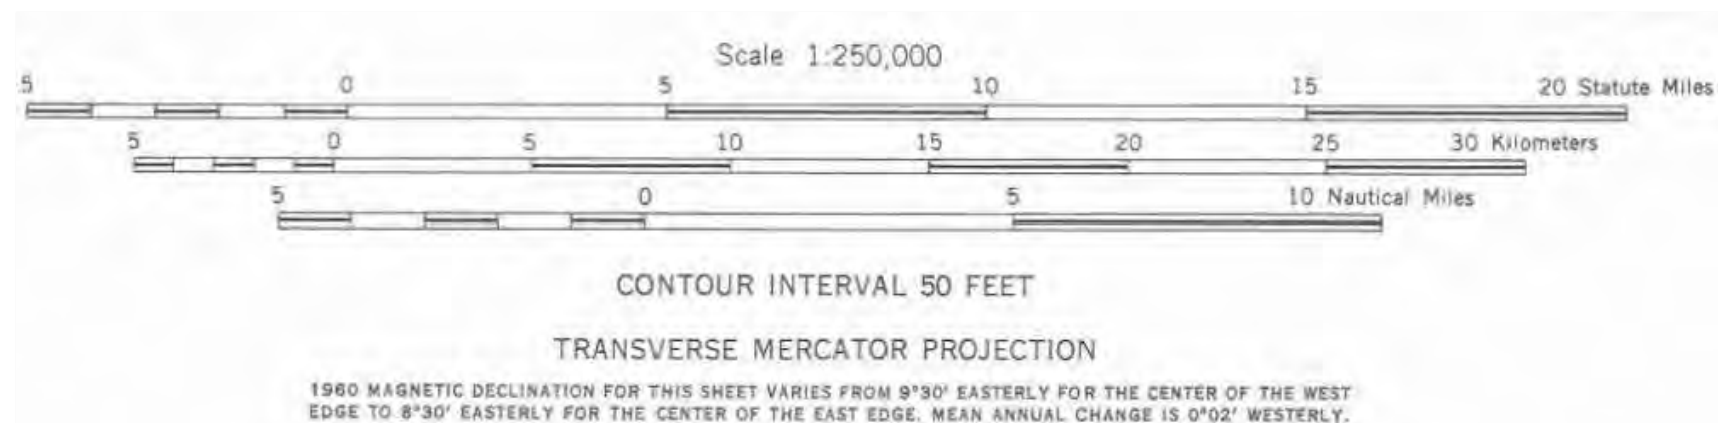 Scale 1:250,000
5 0 5 10 15 20 Statute Miles
5 0 5 10 15 20 25 30 Kilometers
5 0 5 10 Nautical Miles
CONTOUR INTERVAL 50 FEET
TRANSVERSE MERCATOR PROJECTION
1960 MAGNETIC DECLINATION FOR THIS SHEET VARIES FROM 9°30′ EASTERLY FOR THE CENTER OF THE WEST
EDGE TO 8°30′ EASTERLY FOR THE CENTER OF THE EAST EDGE. MEAN ANNUAL CHANGE IS 0°02′ WESTERLY.